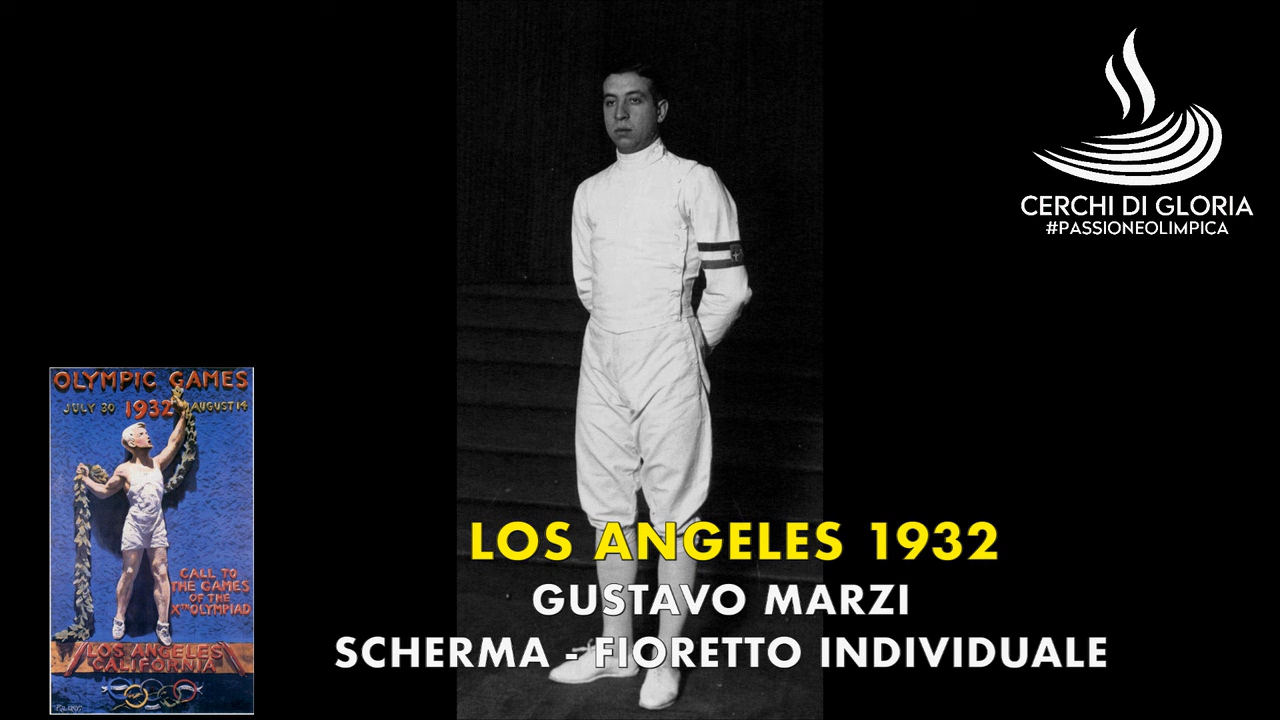 CERCHI DI GLORIA
#PASSIONEOLIMPICA
OLYMPIC GAMES
JULY 30 1932 AUGUST 14
CALL TO
THE GAMES
OF THE
XTH OLYMPIAD
LOS ANGELES
CALIFORNIA
LOS ANGELES 1932
GUSTAVO MARZI
SCHERMA - FIORETTO INDIVIDUALE